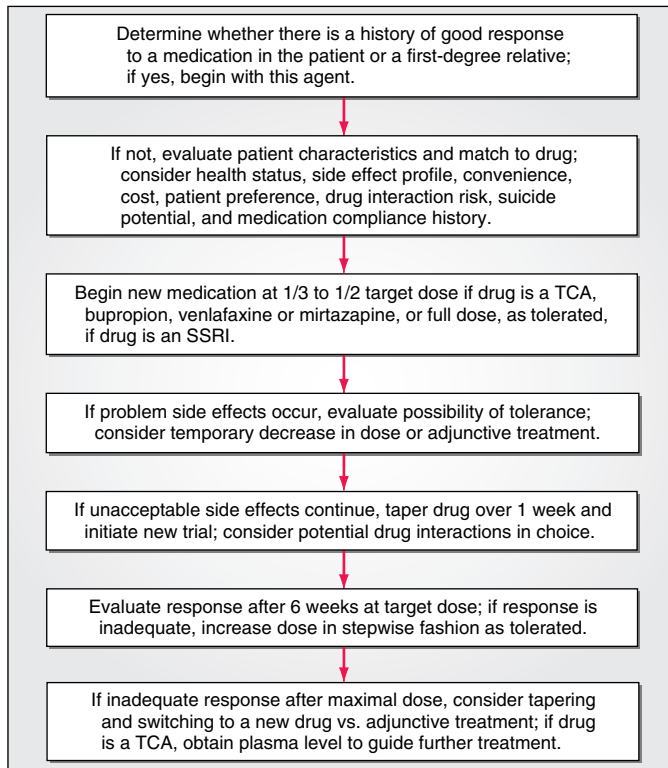 Determine whether there is a history of good response
to a medication in the patient or a first-degree relative;
if yes, begin with this agent.
If not, evaluate patient characteristics and match to drug;
consider health status, side effect profile, convenience,
cost, patient preference, drug interaction risk, suicide
potential, and medication compliance history.
Begin new medication at 1/3 to 1/2 target dose if drug is a TCA,
bupropion, venlafaxine or mirtazapine, or full dose, as tolerated,
if drug is an SSRI.
If problem side effects occur, evaluate possibility of tolerance;
consider temporary decrease in dose or adjunctive treatment.
If unacceptable side effects continue, taper drug over 1 week and
initiate new trial; consider potential drug interactions in choice.
Evaluate response after 6 weeks at target dose; if response is
inadequate, increase dose in stepwise fashion as tolerated.
If inadequate response after maximal dose, consider tapering
and switching to a new drug vs. adjunctive treatment; if drug
is a TCA, obtain plasma level to guide further treatment.